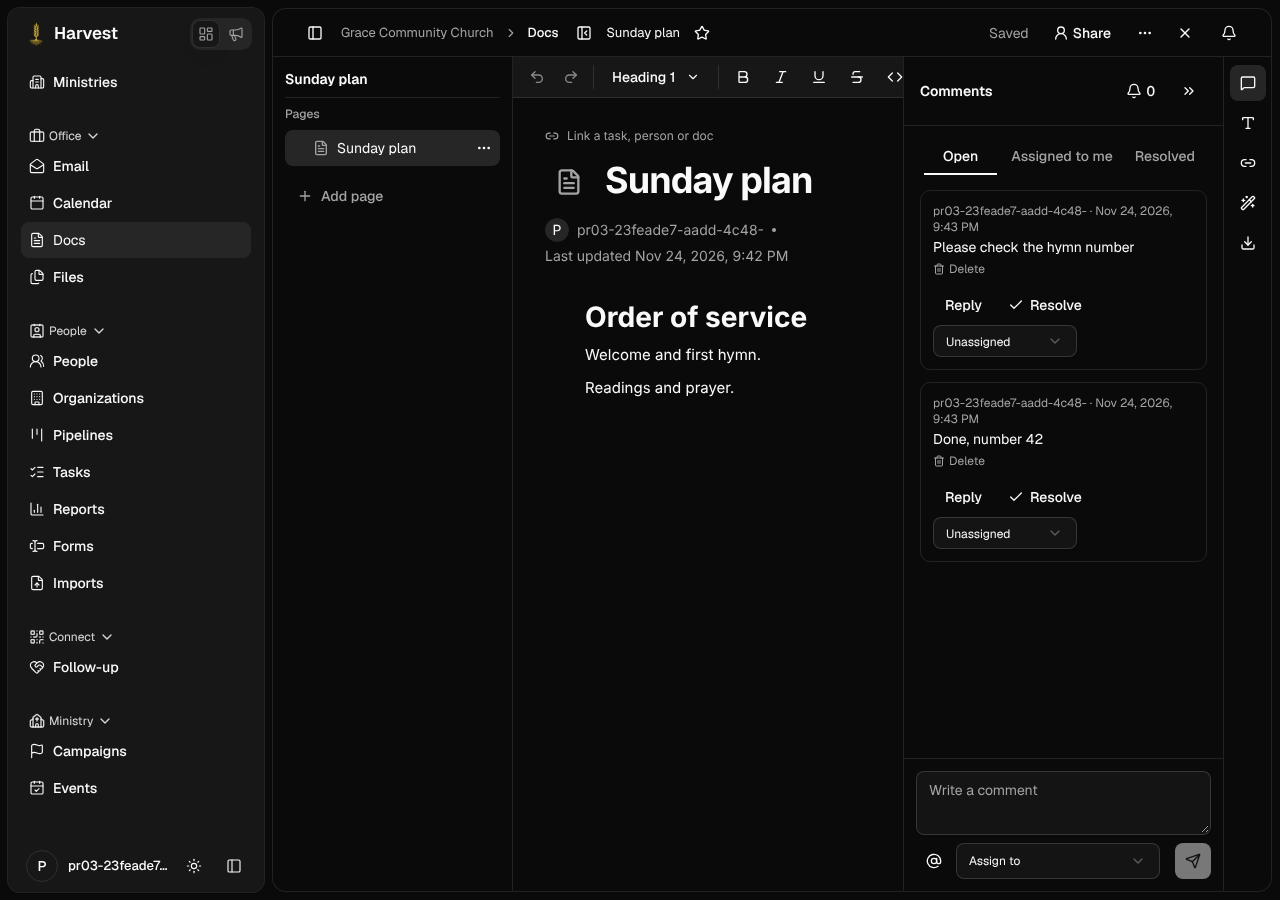 Harvest
Ministries
Office
Email
Calendar
Docs
Files
People
People
Organizations
Pipelines
Tasks
Reports
Forms
Imports
Connect
Follow-up
Ministry
Campaigns
Events
P pr03-23feade7...
Grace Community Church > Docs Sunday plan
Saved Share
Sunday plan
Pages
Sunday plan
Add page
Heading 1 B I U S <>
Link a task, person or doc
Sunday plan
P pr03-23feade7-aadd-4c48- •
Last updated Nov 24, 2026, 9:42 PM
Order of service
Welcome and first hymn.
Readings and prayer.
Comments 0
Open Assigned to me Resolved
pr03-23feade7-aadd-4c48- · Nov 24, 2026,
9:43 PM
Please check the hymn number
Delete
Reply Resolve
Unassigned
pr03-23feade7-aadd-4c48- · Nov 24, 2026,
9:43 PM
Done, number 42
Delete
Reply Resolve
Unassigned
Write a comment
@ Assign to